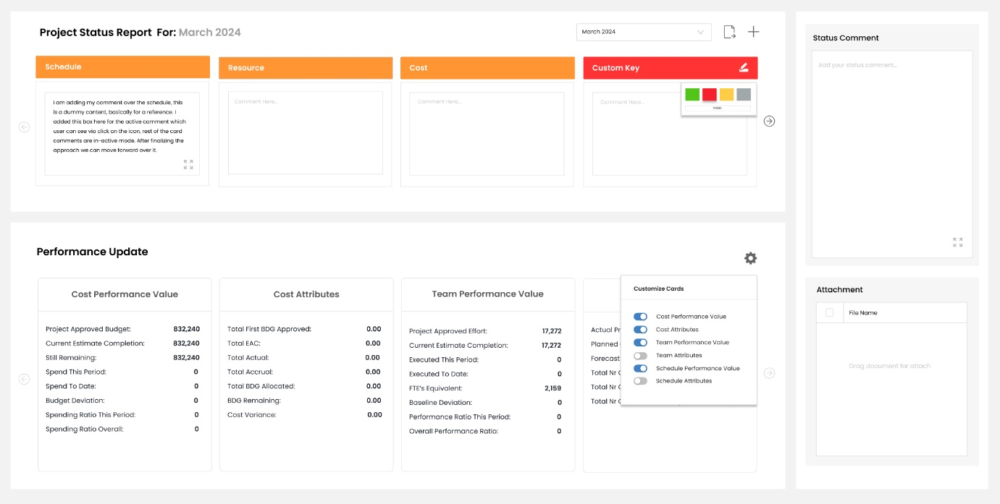 Project Status Report For: March 2024
March 2024
Schedule
Resource
Cost
Custom Key
I am adding my comment over the schedule, this
is a dummy content, basically for a reference. I
added this box here for the active comment which
user can see via click on the icon, rest of the card
comments are in-active mode. After finalizing the
approach we can move forward over it.
Comment Here...
Comment Here...
Comment Here...
Performance Update
Cost Performance Value
Project Approved Budget: 832,240
Current Estimate Completion: 832,240
Still Remaining: 832,240
Spend This Period: 0
Spend To Date: 0
Budget Deviation: 0
Spending Ratio This Period: 0
Spending Ratio Overall: 0
Cost Attributes
Total First BDG Approved: 0.00
Total EAC: 0.00
Total Actual: 0.00
Total Accrual: 0.00
Total BDG Allocated: 0.00
BDG Remaining: 0.00
Cost Variance: 0.00
Team Performance Value
Project Approved Effort: 17,272
Current Estimate Completion: 17,272
Executed This Period: 0
Executed To Date: 0
FTE's Equivalent: 2,159
Baseline Deviation: 0
Performance Ratio This Period: 0
Overall Performance Ratio: 0
Actual Pr
Planned
Forecast
Total Nr
Total Nr
Total Nr
Customize Cards
Cost Performance Value
Cost Attributes
Team Performance Value
Team Attributes
Schedule Performance Value
Schedule Attributes
Status Comment
Add your status comment...
Attachment
File Name
Drag document for attach